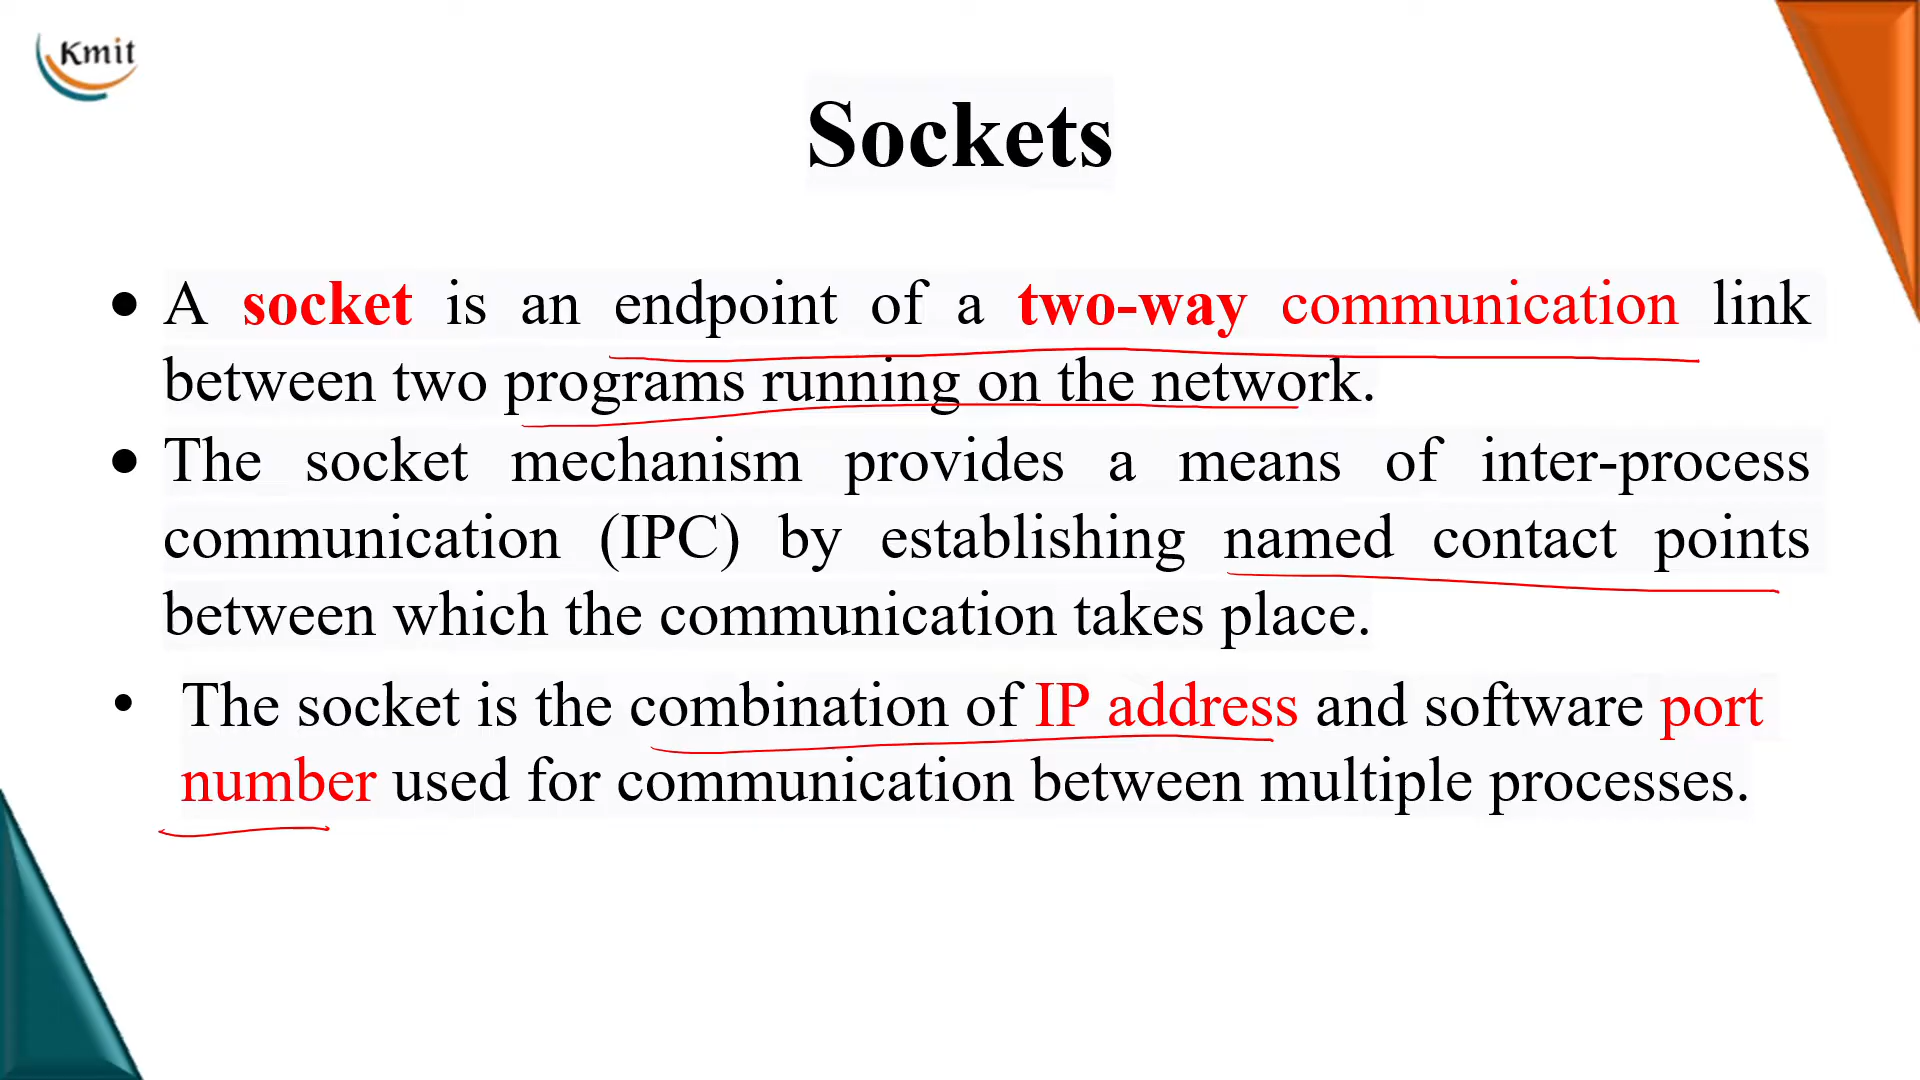 Kmit
Sockets
• A socket is an endpoint of a two-way communication link
between two programs running on the network.
• The socket mechanism provides a means of inter-process
communication (IPC) by establishing named contact points
between which the communication takes place.
• The socket is the combination of IP address and software port
number used for communication between multiple processes.